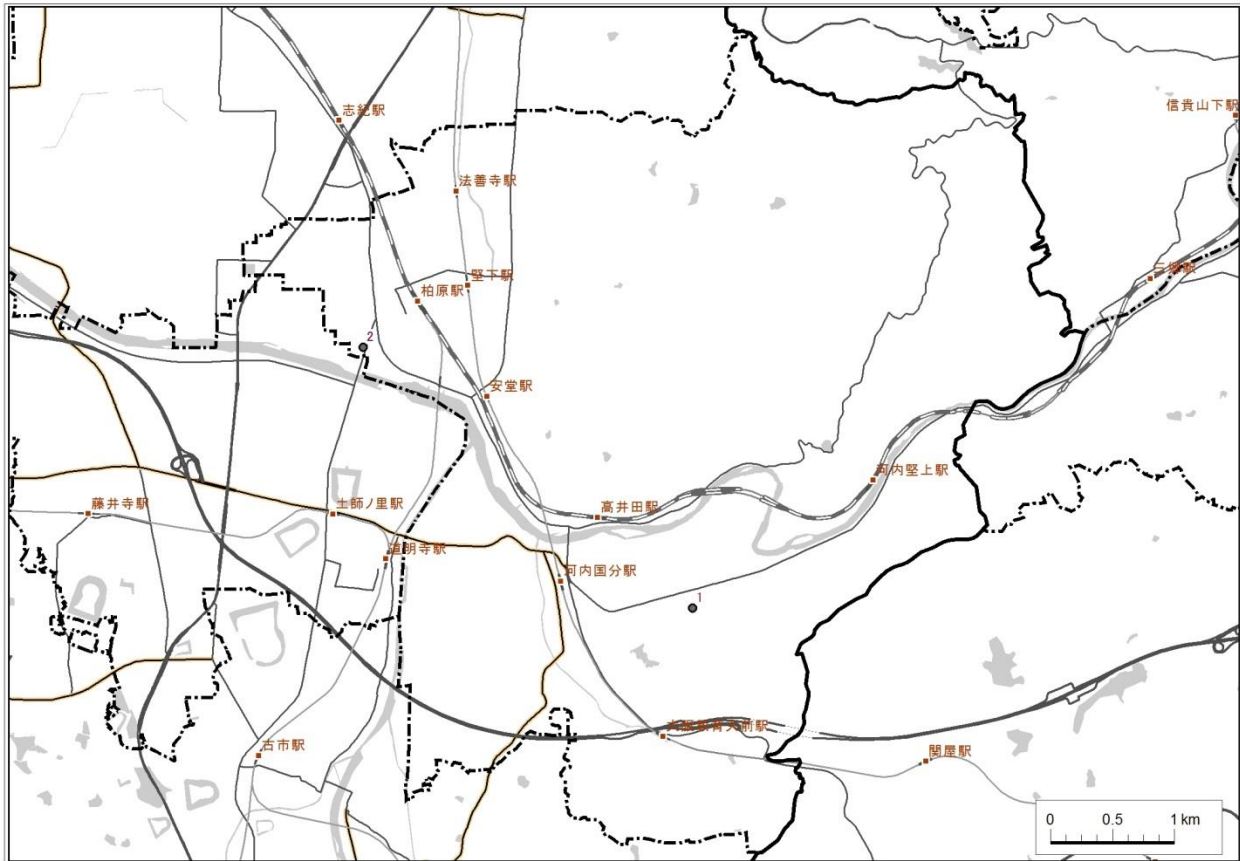 志紀駅
信貴山下駅
法善寺駅
堅下駅
三郷駅
柏原駅
2
安堂駅
河内堅上駅
藤井寺駅
土師ノ里駅
高井田駅
道明寺駅
河内国分駅
1
大阪教育大前駅
古市駅
関屋駅
0 0.5 1 km